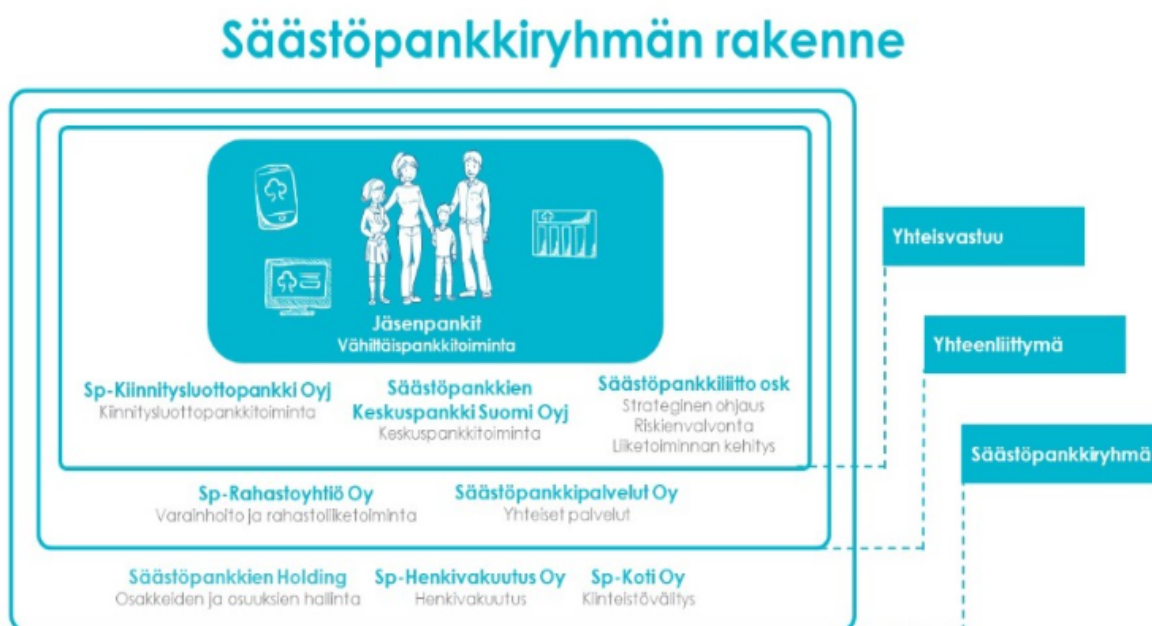 Säästöpankkiryhmän rakenne
Jäsenpankit
Vähittäispankkitoiminta
Sp-Kiinnitysluottopankki Oyj
Kiinnitysluottopankkitoiminta
Säästöpankkien
Keskuspankki Suomi Oyj
Keskuspankkitoiminta
Säästöpankkiliitto osk
Strateginen ohjaus
Riskienvalvonta
Liiketoiminnan kehitys
Sp-Rahastoyhtiö Oy
Varainhoito ja rahastoliiketoiminta
Säästöpankkipalvelut Oy
Yhteiset palvelut
Säästöpankkien Holding
Osakkeiden ja osuuksien hallinta
Sp-Henkivakuutus Oy
Henkivakuutus
Sp-Koti Oy
Kiinteistövälitys
Yhteisvastuu
Yhteenliittymä
Säästöpankkiryhmä